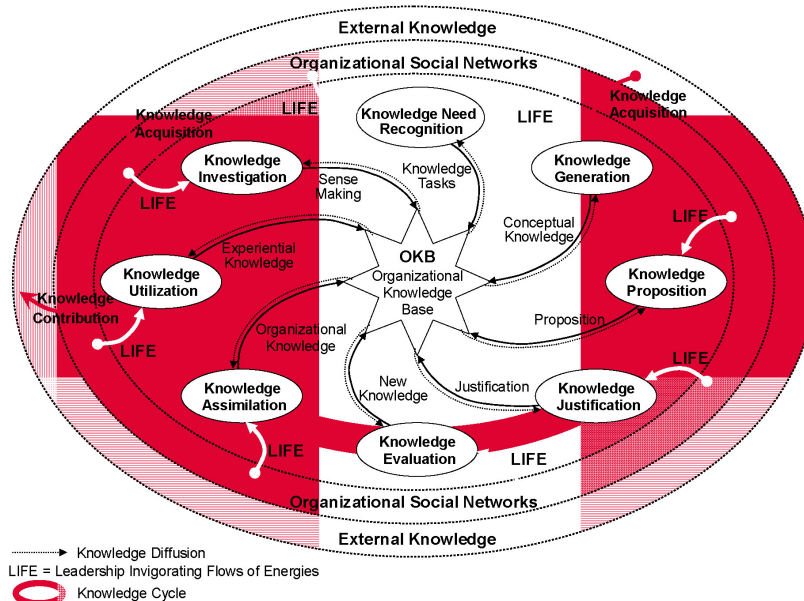 External Knowledge
Organizational Social Networks
Knowledge
Acquisition
LIFE
Knowledge Need
Recognition
LIFE
Knowledge
Acquisition
Knowledge
Investigation
LIFE
Sense
Making
Knowledge
Tasks
Knowledge
Generation
Conceptual
Knowledge
LIFE
Experiential
Knowledge
OKB
Organizational
Knowledge
Base
Knowledge
Utilization
Knowledge
Proposition
Knowledge
Contribution
LIFE
Organizational
Knowledge
Proposition
Knowledge
Assimilation
New
Knowledge
Justification
Knowledge
Justification
LIFE
LIFE
Knowledge
Evaluation
LIFE
Organizational Social Networks
External Knowledge
Knowledge Diffusion
LIFE = Leadership Invigorating Flows of Energies
Knowledge Cycle